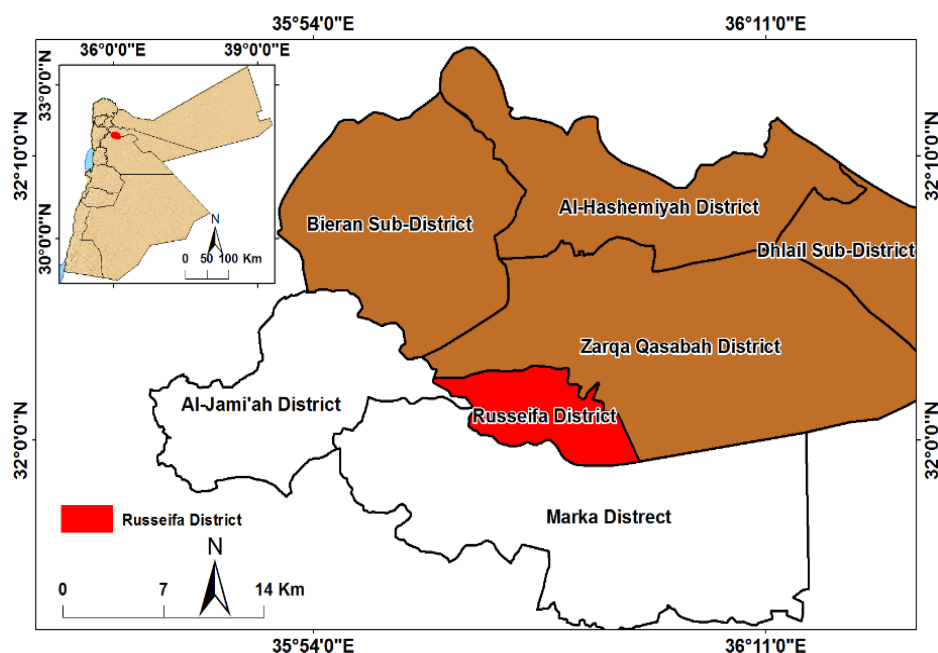 35°54'0"E
36°11'0"E
36°0'0"E
39°0'0"E
33°0'0"N
30°0'0"N
N
0 50 100 Km
32°10'0"N
32°10'0"N
Al-Hashemiyah District
Bieran Sub-District
Dhlail Sub-District
Zarqa Qasabah District
Al-Jami'ah District
Russeifa District
32°0'0"N
32°0'0"N
Marka Distrect
Russeifa District
N
0 7 14 Km
35°54'0"E
36°11'0"E